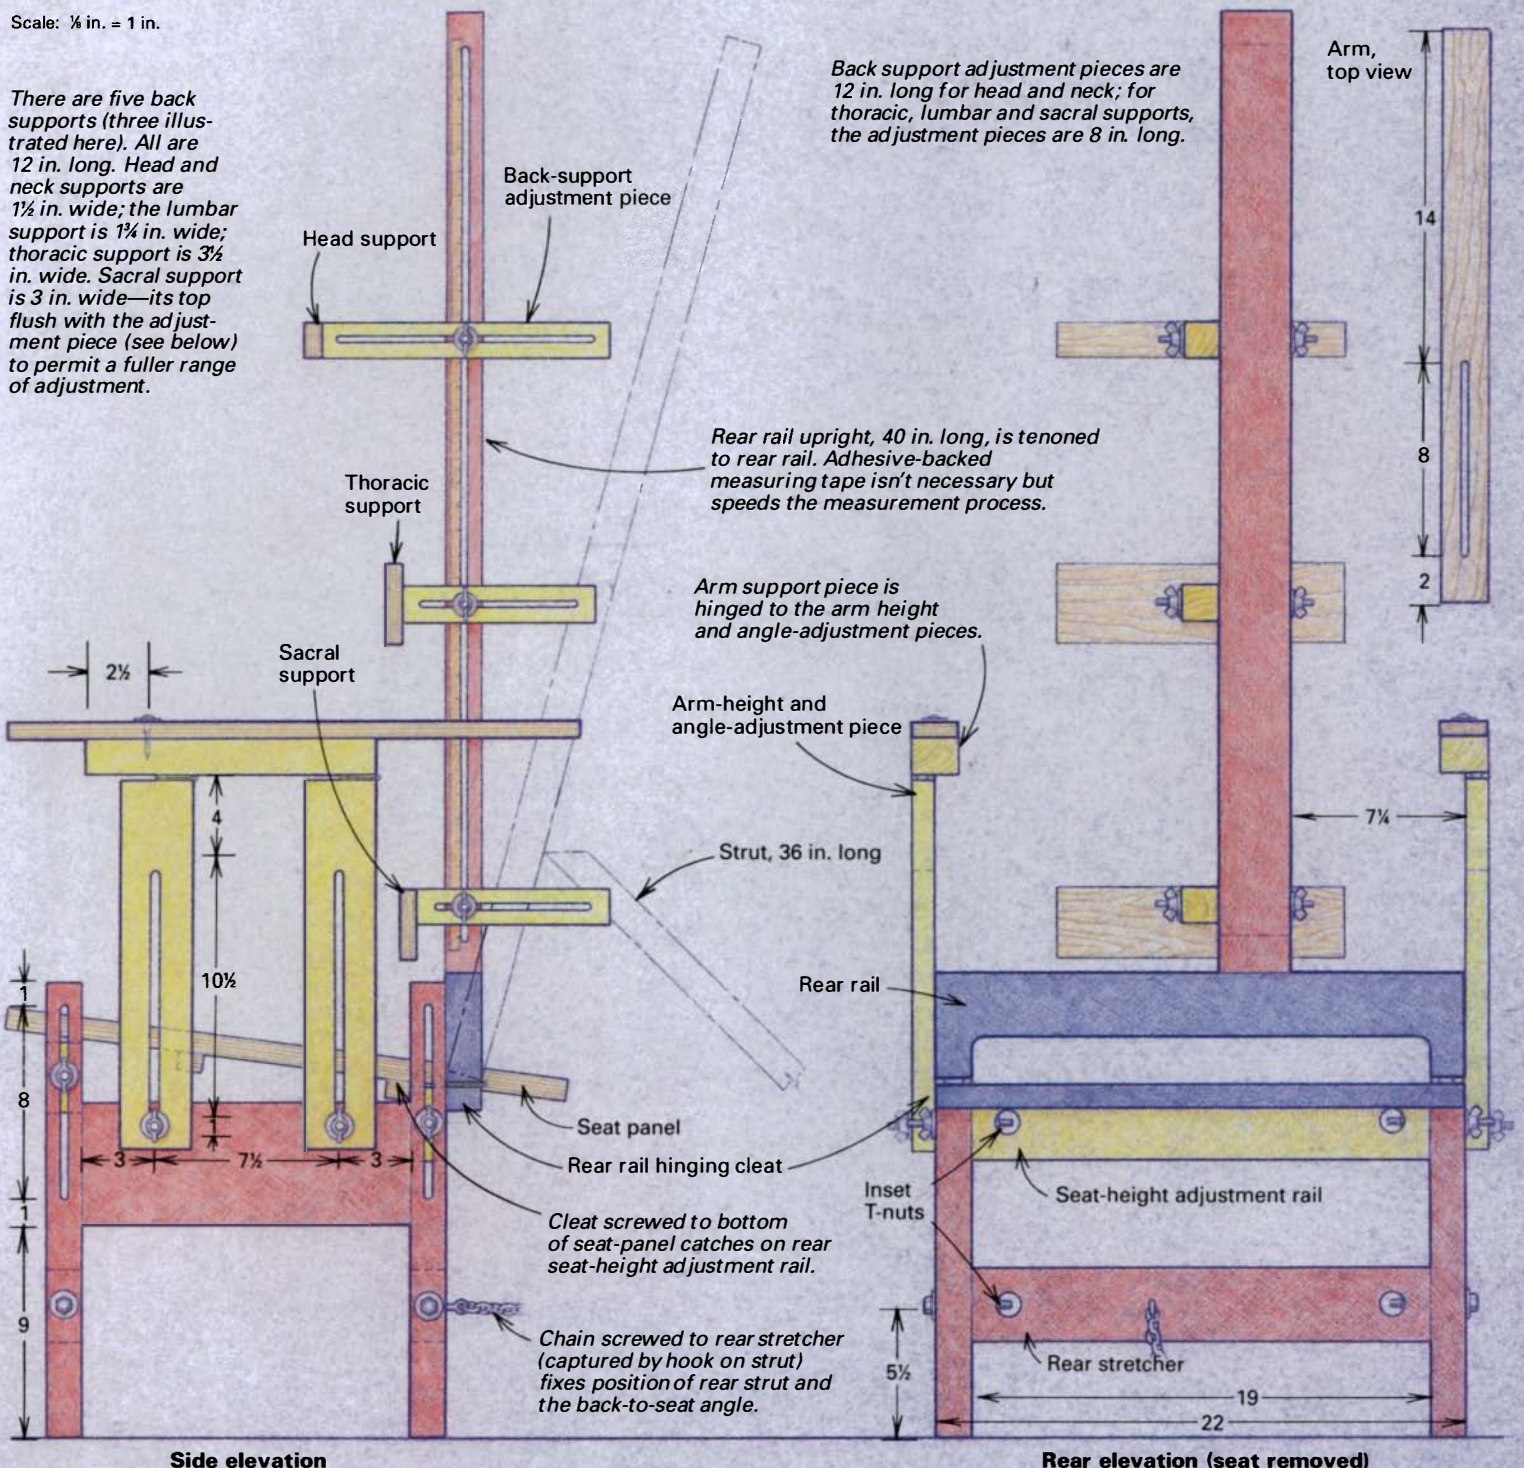 Scale: ⅛ in. = 1 in.
There are five back
supports (three illus-
trated here). All are
12 in. long. Head and
neck supports are
1½ in. wide; the lumbar
support is 1¾ in. wide;
thoracic support is 3½
in. wide. Sacral support
is 3 in. wide—its top
flush with the adjust-
ment piece (see below)
to permit a fuller range
of adjustment.
Head support
Back-support
adjustment piece
Back support adjustment pieces are
12 in. long for head and neck; for
thoracic, lumbar and sacral supports,
the adjustment pieces are 8 in. long.
Arm,
top view
14
8
2
Rear rail upright, 40 in. long, is tenoned
to rear rail. Adhesive-backed
measuring tape isn't necessary but
speeds the measurement process.
Thoracic
support
Arm support piece is
hinged to the arm height
and angle-adjustment pieces.
Sacral
support
2½
Arm-height and
angle-adjustment piece
4
7¼
Strut, 36 in. long
10½
1
Rear rail
1
8
1
9
3
7½
3
Seat panel
Rear rail hinging cleat
Inset
T-nuts
Seat-height adjustment rail
Cleat screwed to bottom
of seat-panel catches on rear
seat-height adjustment rail.
Chain screwed to rear stretcher
(captured by hook on strut)
fixes position of rear strut and
the back-to-seat angle.
Rear stretcher
5½
19
22
Side elevation
Rear elevation (seat removed)